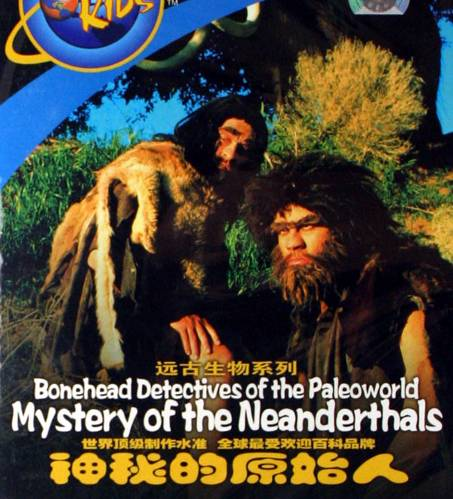 KIDS
TM
远古生物系列
Bonehead Detectives of the Paleoworld
Mystery of the Neanderthals
世界顶级制作水准 全球最受欢迎百科品牌
神秘的原始人